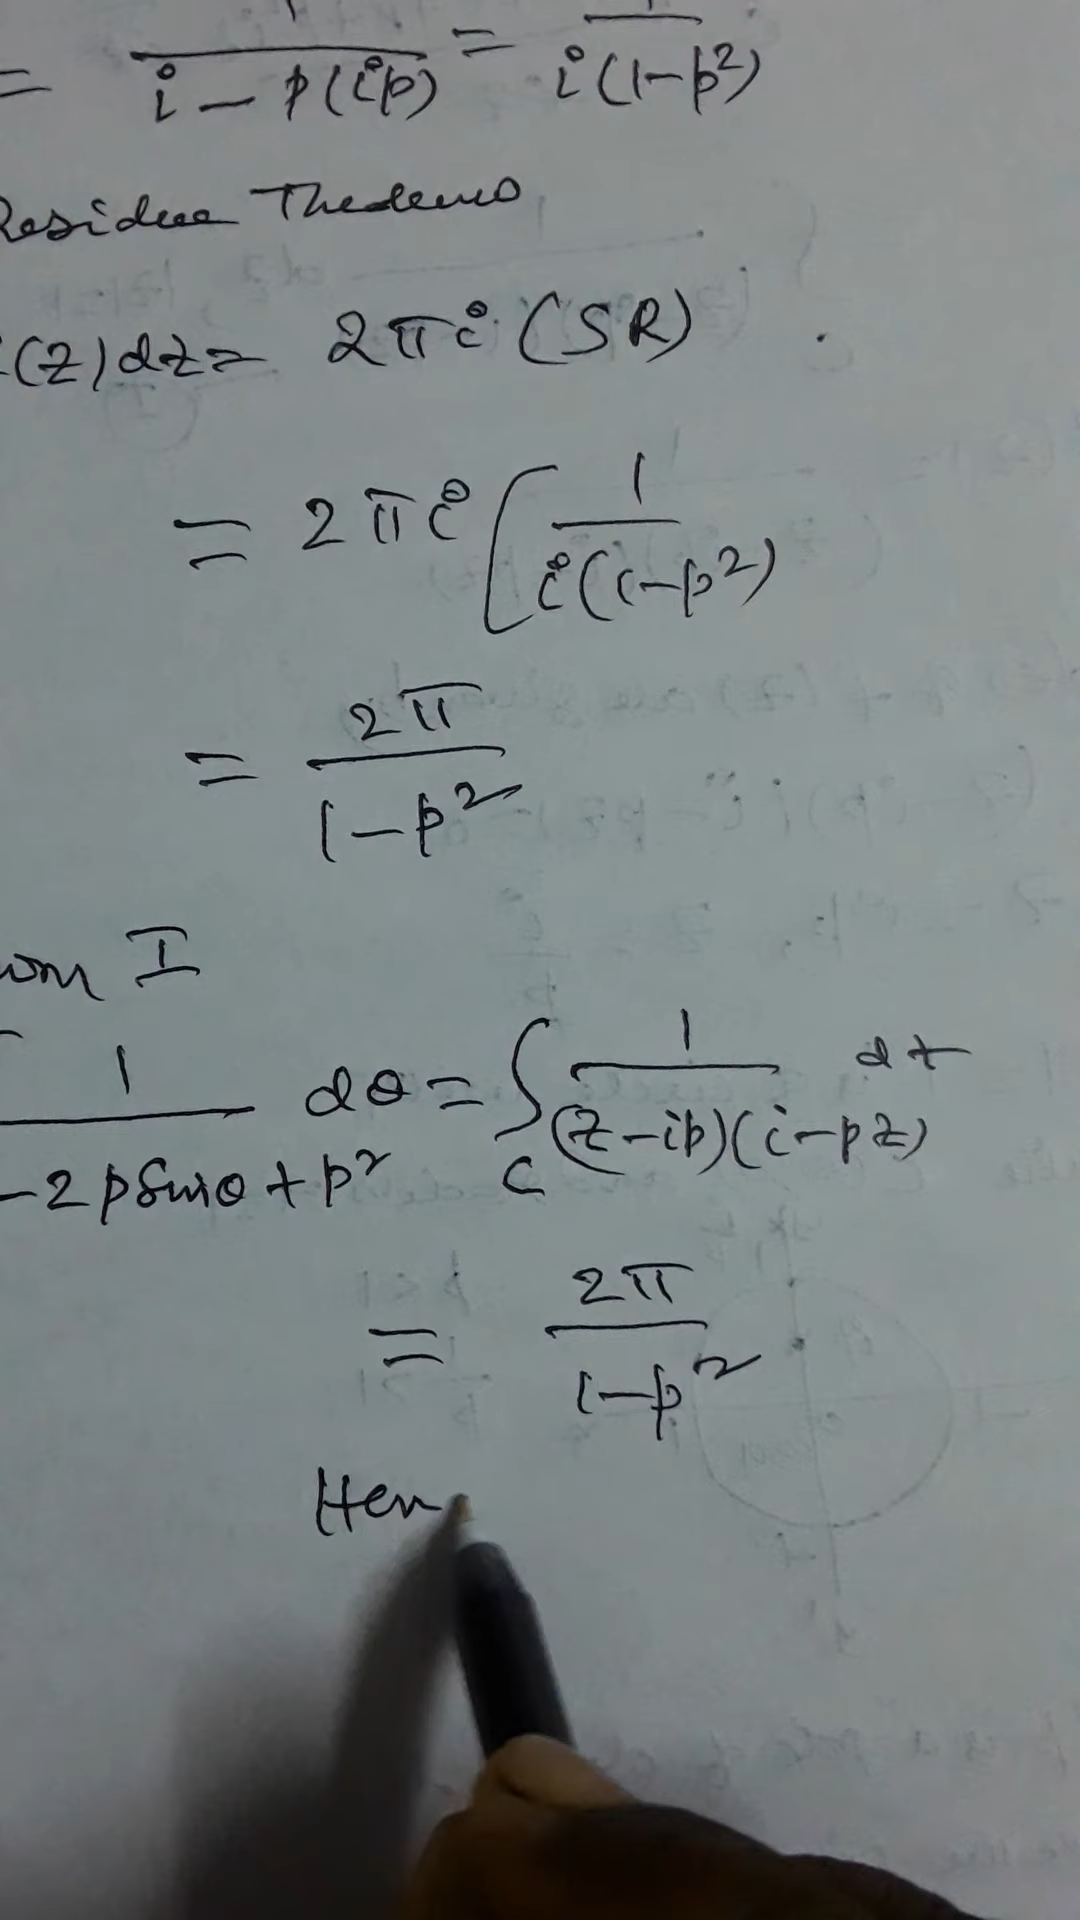 = 1/(i - p(ip)) = 1/(i(1-p²))
Residue Theorem
(z)dz = 2πi (SR)
= 2πi [1/(i(1-p²))
= 2π/(1-p²)
om I
1/(-2p sinθ + p²) dθ = ∫_C 1/((z-ip)(i-pz)) dz
= 2π/(1-p²)
Hen